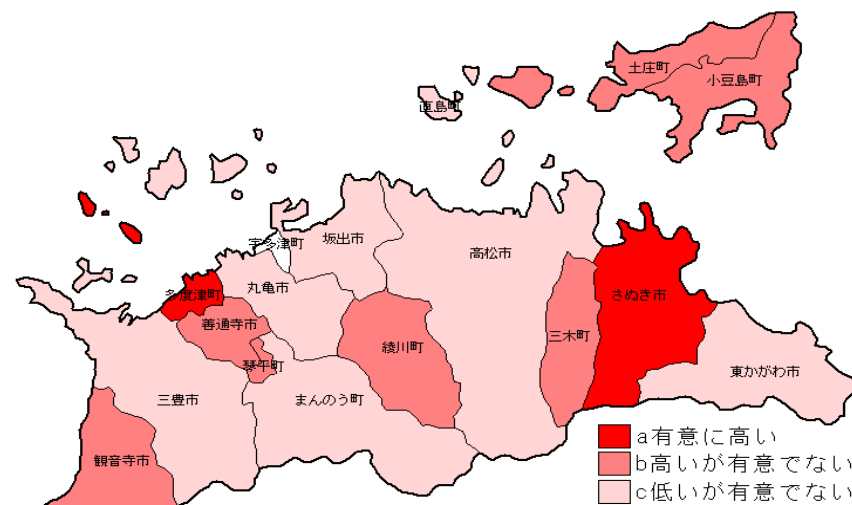 土庄町
小豆島町
直島町
宇多津町
坂出市
高松市
丸亀市
多度津町
さぬき市
善通寺市
綾川町
三木町
琴平町
東かがわ市
三豊市
まんのう町
観音寺市
a有意に高い
b高いが有意でない
c低いが有意でない